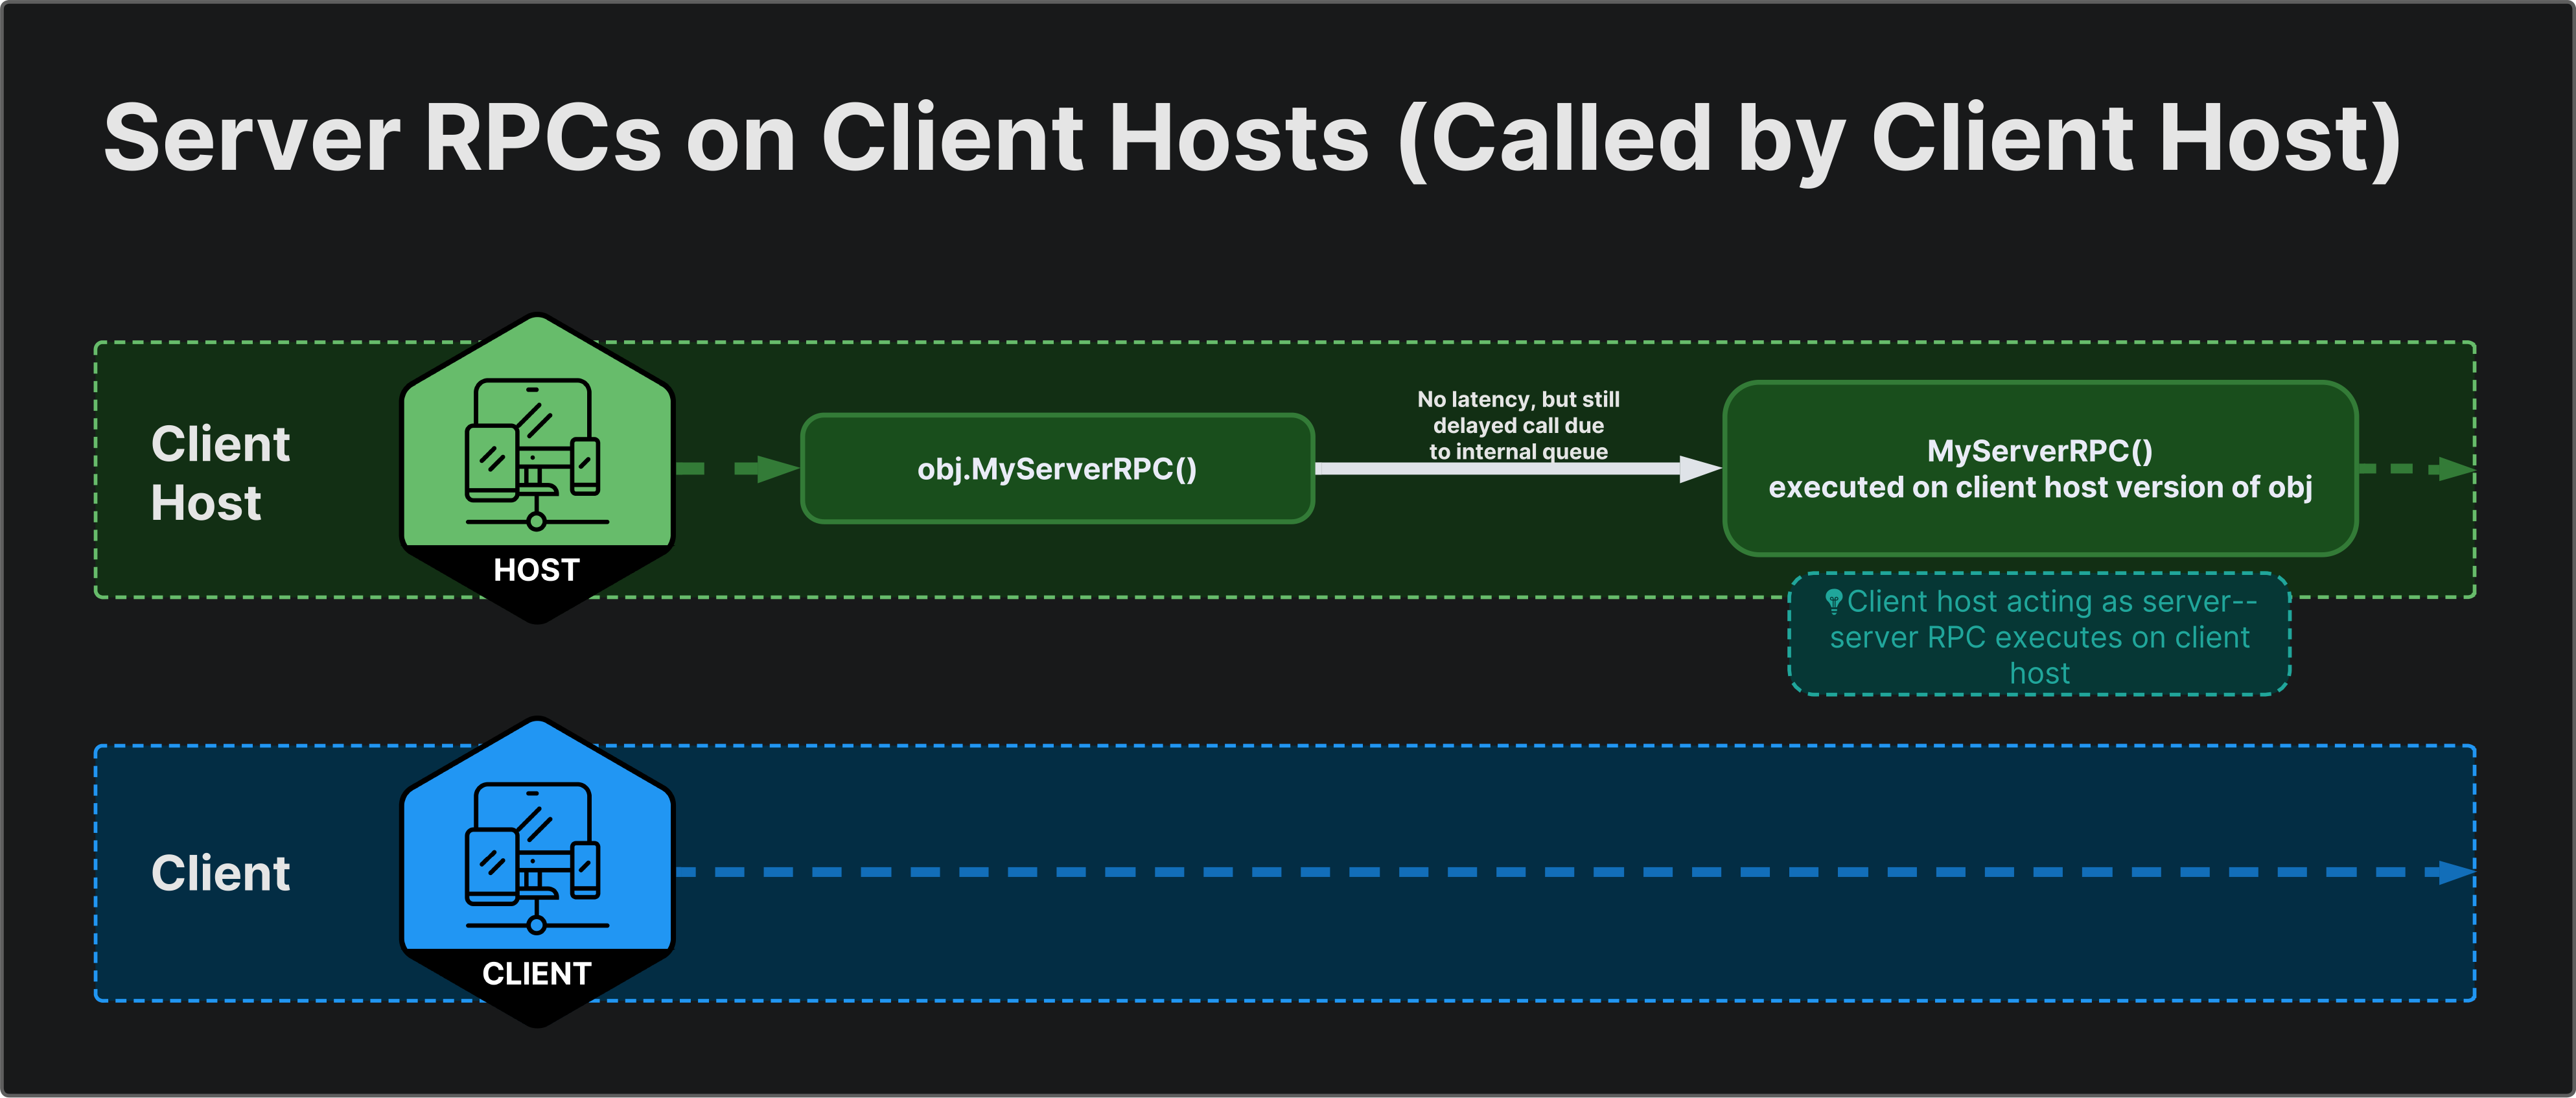 Server RPCs on Client Hosts (Called by Client Host)
Client
Host
HOST
obj.MyServerRPC()
No latency, but still
delayed call due
to internal queue
MyServerRPC()
executed on client host version of obj
Client host acting as server--
server RPC executes on client
host
Client
CLIENT